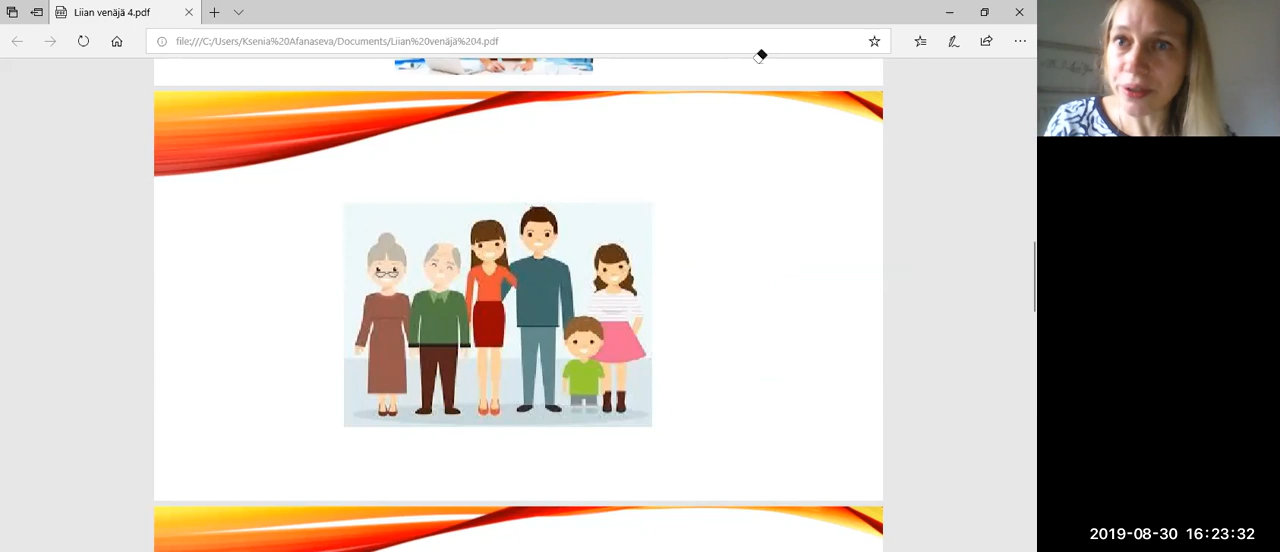 Liian venäjä 4.pdf
file:///C:/Users/Ksenia%20Afanaseva/Documents/Liian%20venäjä%204.pdf
2019-08-30 16:23:32